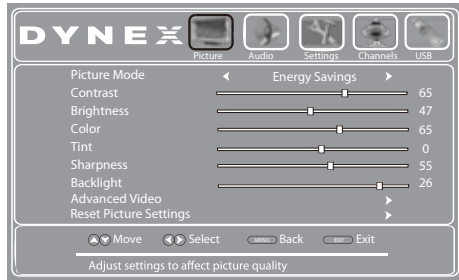 DYNEX
Picture Audio Settings Channels USB
Picture Mode Energy Savings
Contrast 65
Brightness 47
Color 65
Tint 0
Sharpness 55
Backlight 26
Advanced Video
Reset Picture Settings
Move Select MENU Back EXIT Exit
Adjust settings to affect picture quality